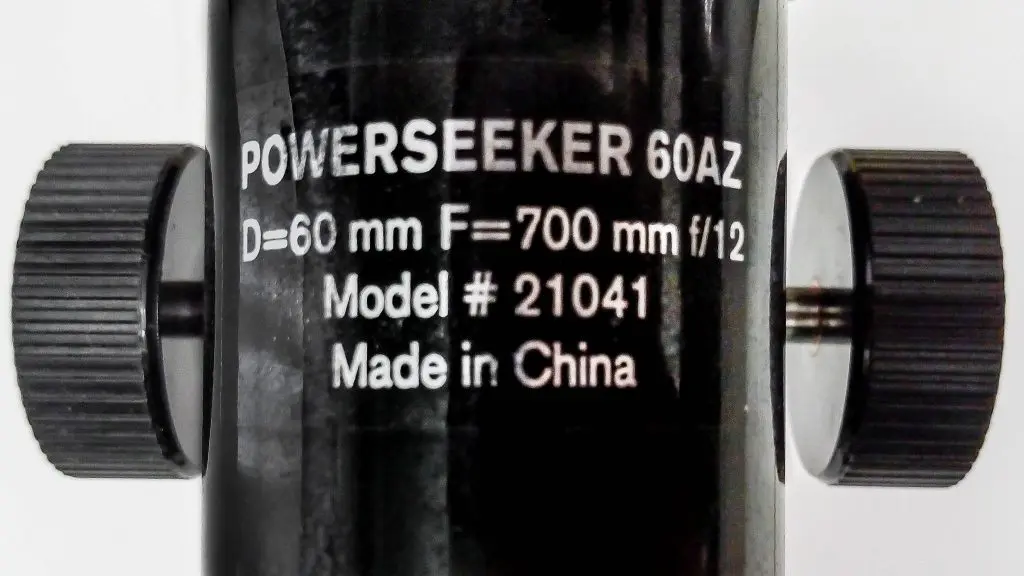 POWERSEEKER 60AZ
D=60 mm F=700 mm f/12
Model # 21041
Made in China